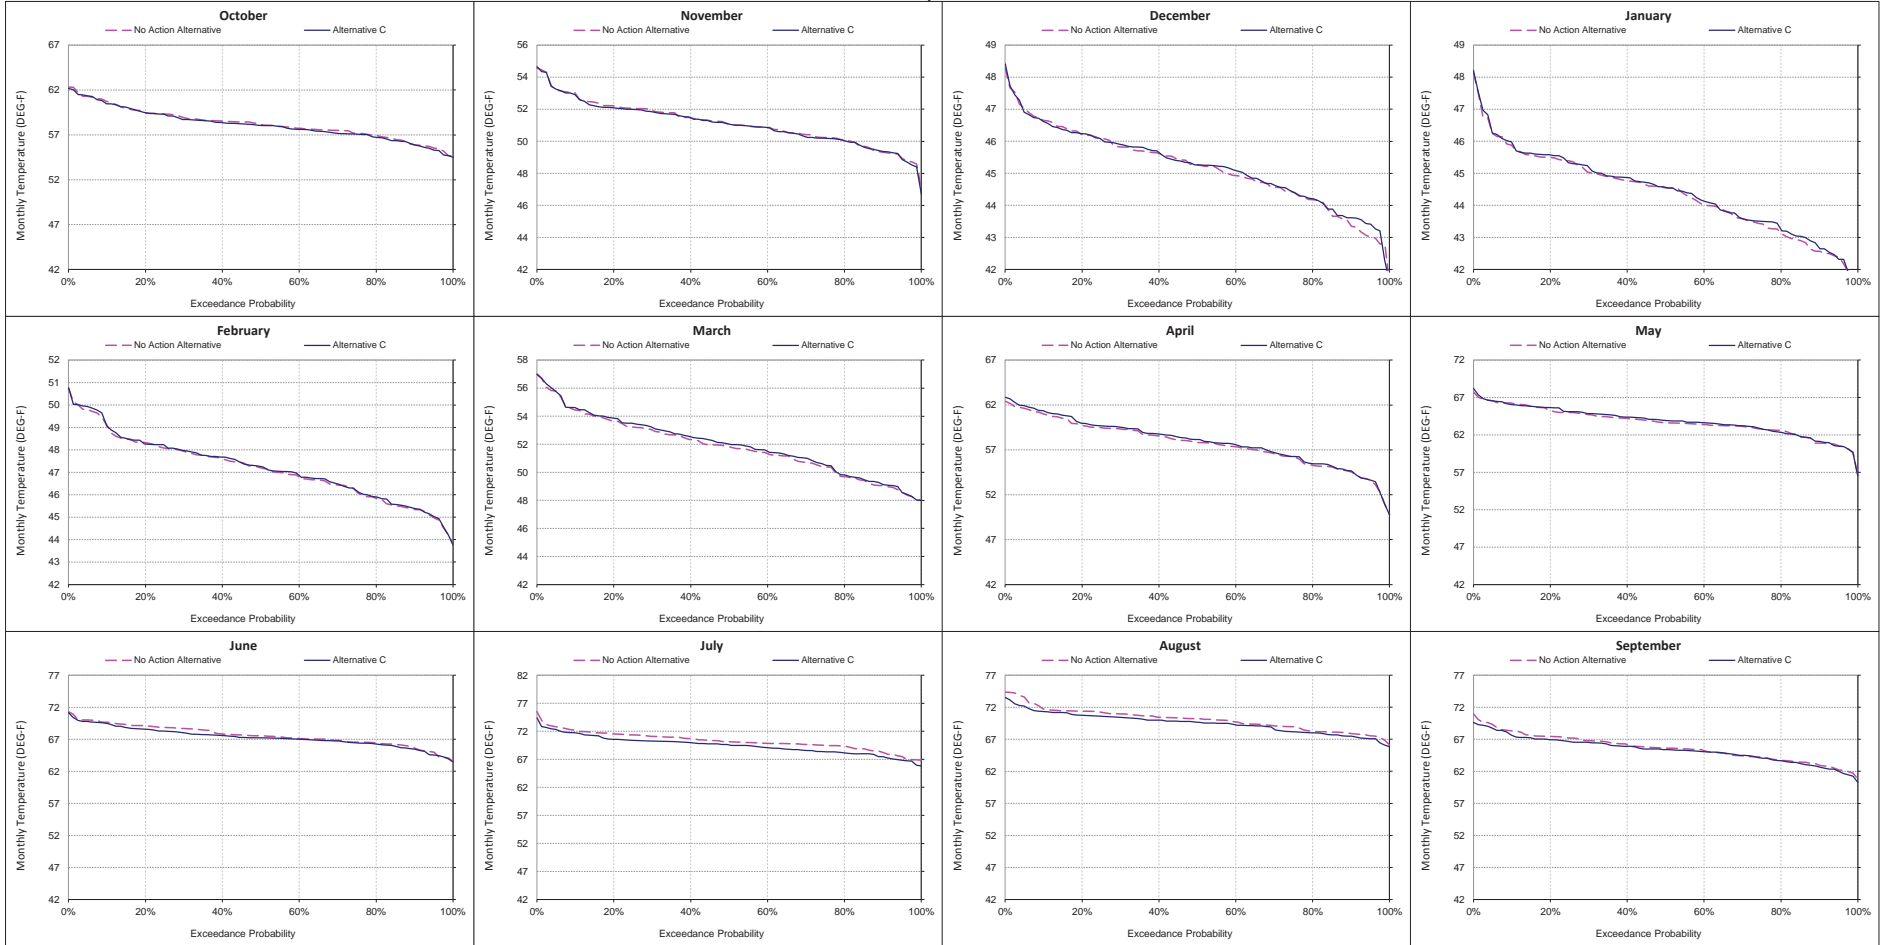 October November December January
No Action Alternative Alternative C No Action Alternative Alternative C No Action Alternative Alternative C No Action Alternative Alternative C
Monthly Temperature (DEG-F) 67 62 57 52 47 42
0% 20% 40% 60% 80% 100%
Exceedance Probability
Monthly Temperature (DEG-F) 56 54 52 50 48 46 44 42
0% 20% 40% 60% 80% 100%
Exceedance Probability
Monthly Temperature (DEG-F) 49 48 47 46 45 44 43 42
0% 20% 40% 60% 80% 100%
Exceedance Probability
Monthly Temperature (DEG-F) 49 48 47 46 45 44 43 42
0% 20% 40% 60% 80% 100%
Exceedance Probability
February March April May
No Action Alternative Alternative C No Action Alternative Alternative C No Action Alternative Alternative C No Action Alternative Alternative C
Monthly Temperature (DEG-F) 52 51 50 49 48 47 46 45 44 43 42
0% 20% 40% 60% 80% 100%
Exceedance Probability
Monthly Temperature (DEG-F) 58 56 54 52 50 48 46 44 42
0% 20% 40% 60% 80% 100%
Exceedance Probability
Monthly Temperature (DEG-F) 67 62 57 52 47 42
0% 20% 40% 60% 80% 100%
Exceedance Probability
Monthly Temperature (DEG-F) 72 67 62 57 52 47 42
0% 20% 40% 60% 80% 100%
Exceedance Probability
June July August September
No Action Alternative Alternative C No Action Alternative Alternative C No Action Alternative Alternative C No Action Alternative Alternative C
Monthly Temperature (DEG-F) 77 72 67 62 57 52 47 42
0% 20% 40% 60% 80% 100%
Exceedance Probability
Monthly Temperature (DEG-F) 82 77 72 67 62 57 52 47 42
0% 20% 40% 60% 80% 100%
Exceedance Probability
Monthly Temperature (DEG-F) 77 72 67 62 57 52 47 42
0% 20% 40% 60% 80% 100%
Exceedance Probability
Monthly Temperature (DEG-F) 77 72 67 62 57 52 47 42
0% 20% 40% 60% 80% 100%
Exceedance Probability